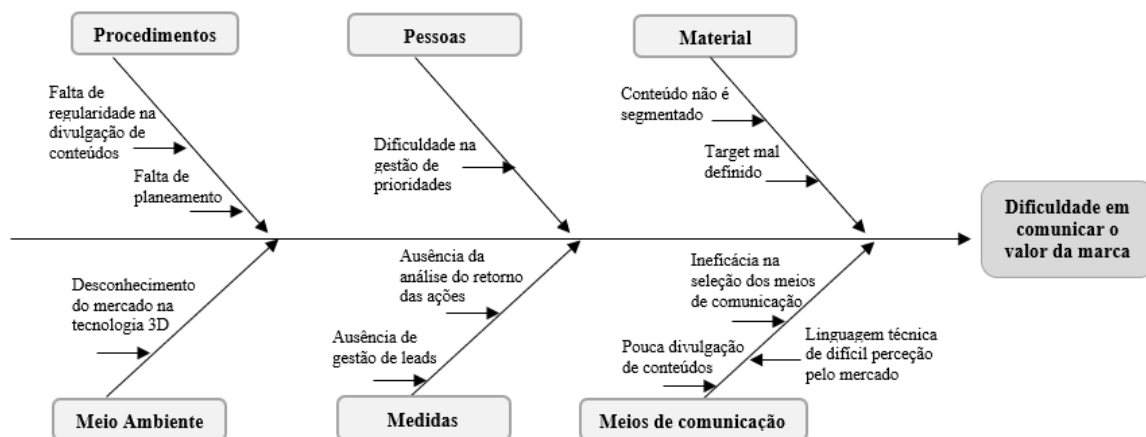 Procedimentos
Pessoas
Material
Falta de
regularidade na
divulgação de
conteúdos
Falta de
planeamento
Dificuldade na
gestão de
prioridades
Conteúdo não é
segmentado
Target mal
definido
Dificuldade em
comunicar o
valor da marca
Desconhecimento
do mercado na
tecnologia 3D
Ausência da
análise do retorno
das ações
Ausência de
gestão de leads
Ineficácia na
seleção dos meios
de comunicação
Pouca divulgação
de conteúdos
Linguagem técnica
de difícil perceção
pelo mercado
Meio Ambiente
Medidas
Meios de comunicação